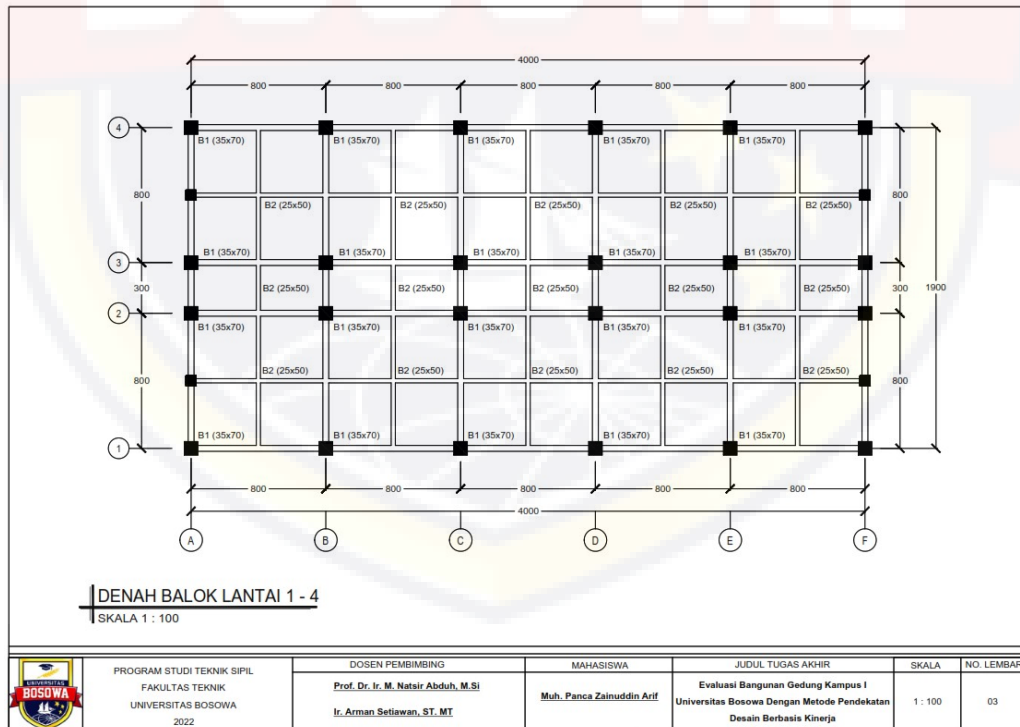 4000
800 800 800 800 800
4
B1 (35x70) B1 (35x70) B1 (35x70) B1 (35x70) B1 (35x70)
800 800
B2 (25x50) B2 (25x50) B2 (25x50) B2 (25x50) B2 (25x50)
B1 (35x70) B1 (35x70) B1 (35x70) B1 (35x70) B1 (35x70)
3
300 B2 (25x50) B2 (25x50) B2 (25x50) B2 (25x50) B2 (25x50) 300 1900
2
B1 (35x70) B1 (35x70) B1 (35x70) B1 (35x70) B1 (35x70)
B2 (25x50) B2 (25x50) B2 (25x50) B2 (25x50) B2 (25x50)
800 800
B1 (35x70) B1 (35x70) B1 (35x70) B1 (35x70) B1 (35x70)
1
800 800 800 800 800
4000
A B C D E F
DENAH BALOK LANTAI 1 - 4
SKALA 1 : 100
UNIVERSITAS
BOSOWA
PROGRAM STUDI TEKNIK SIPIL
FAKULTAS TEKNIK
UNIVERSITAS BOSOWA
2022
DOSEN PEMBIMBING
Prof. Dr. Ir. M. Natsir Abduh, M.Si
Ir. Arman Setiawan, ST. MT
MAHASISWA
Muh. Panca Zainuddin Arif
JUDUL TUGAS AKHIR
Evaluasi Bangunan Gedung Kampus I
Universitas Bosowa Dengan Metode Pendekatan
Desain Berbasis Kinerja
SKALA
1 : 100
NO. LEMBAR
03